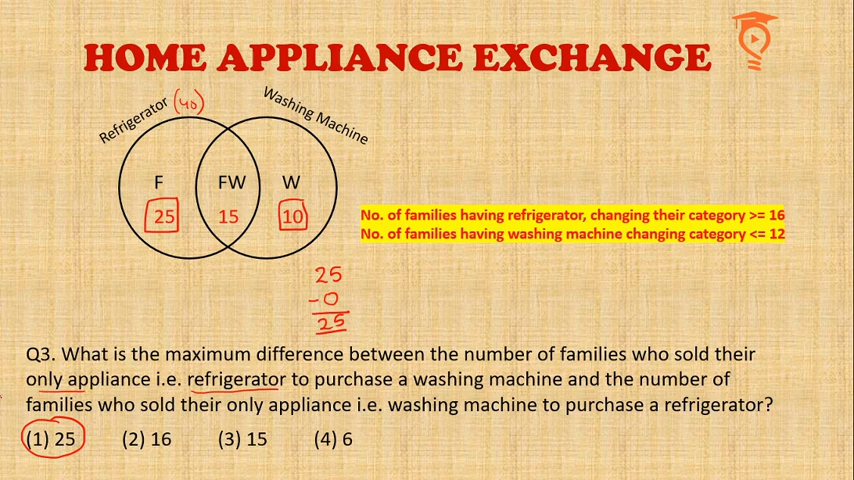 HOME APPLIANCE EXCHANGE
Refrigerator (40)
Washing Machine
F FW W
25 15 10
No. of families having refrigerator, changing their category >= 16
No. of families having washing machine changing category <= 12
25
-0
25
Q3. What is the maximum difference between the number of families who sold their
only appliance i.e. refrigerator to purchase a washing machine and the number of
families who sold their only appliance i.e. washing machine to purchase a refrigerator?
(1) 25 (2) 16 (3) 15 (4) 6